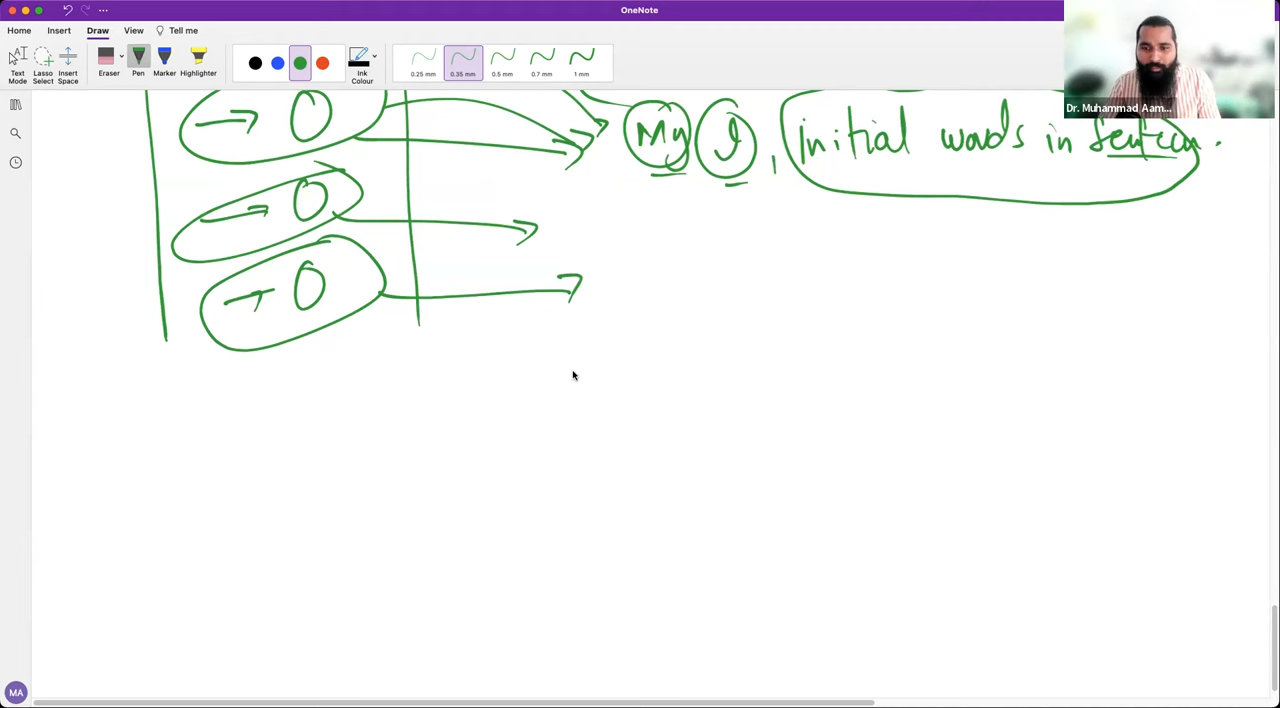 OneNote
Home Insert Draw View Tell me
Text Mode
Lasso Select
Insert Space
Eraser
Pen
Marker
Highlighter
Ink Colour
0.25 mm
0.35 mm
0.5 mm
0.7 mm
1 mm
Dr. Muhammad Aam...
→ O
My I , Initial words in
→ O
→ O
MA